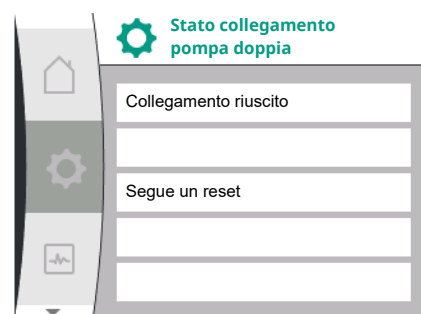 Stato collegamento
pompa doppia
Collegamento riuscito
Segue un reset